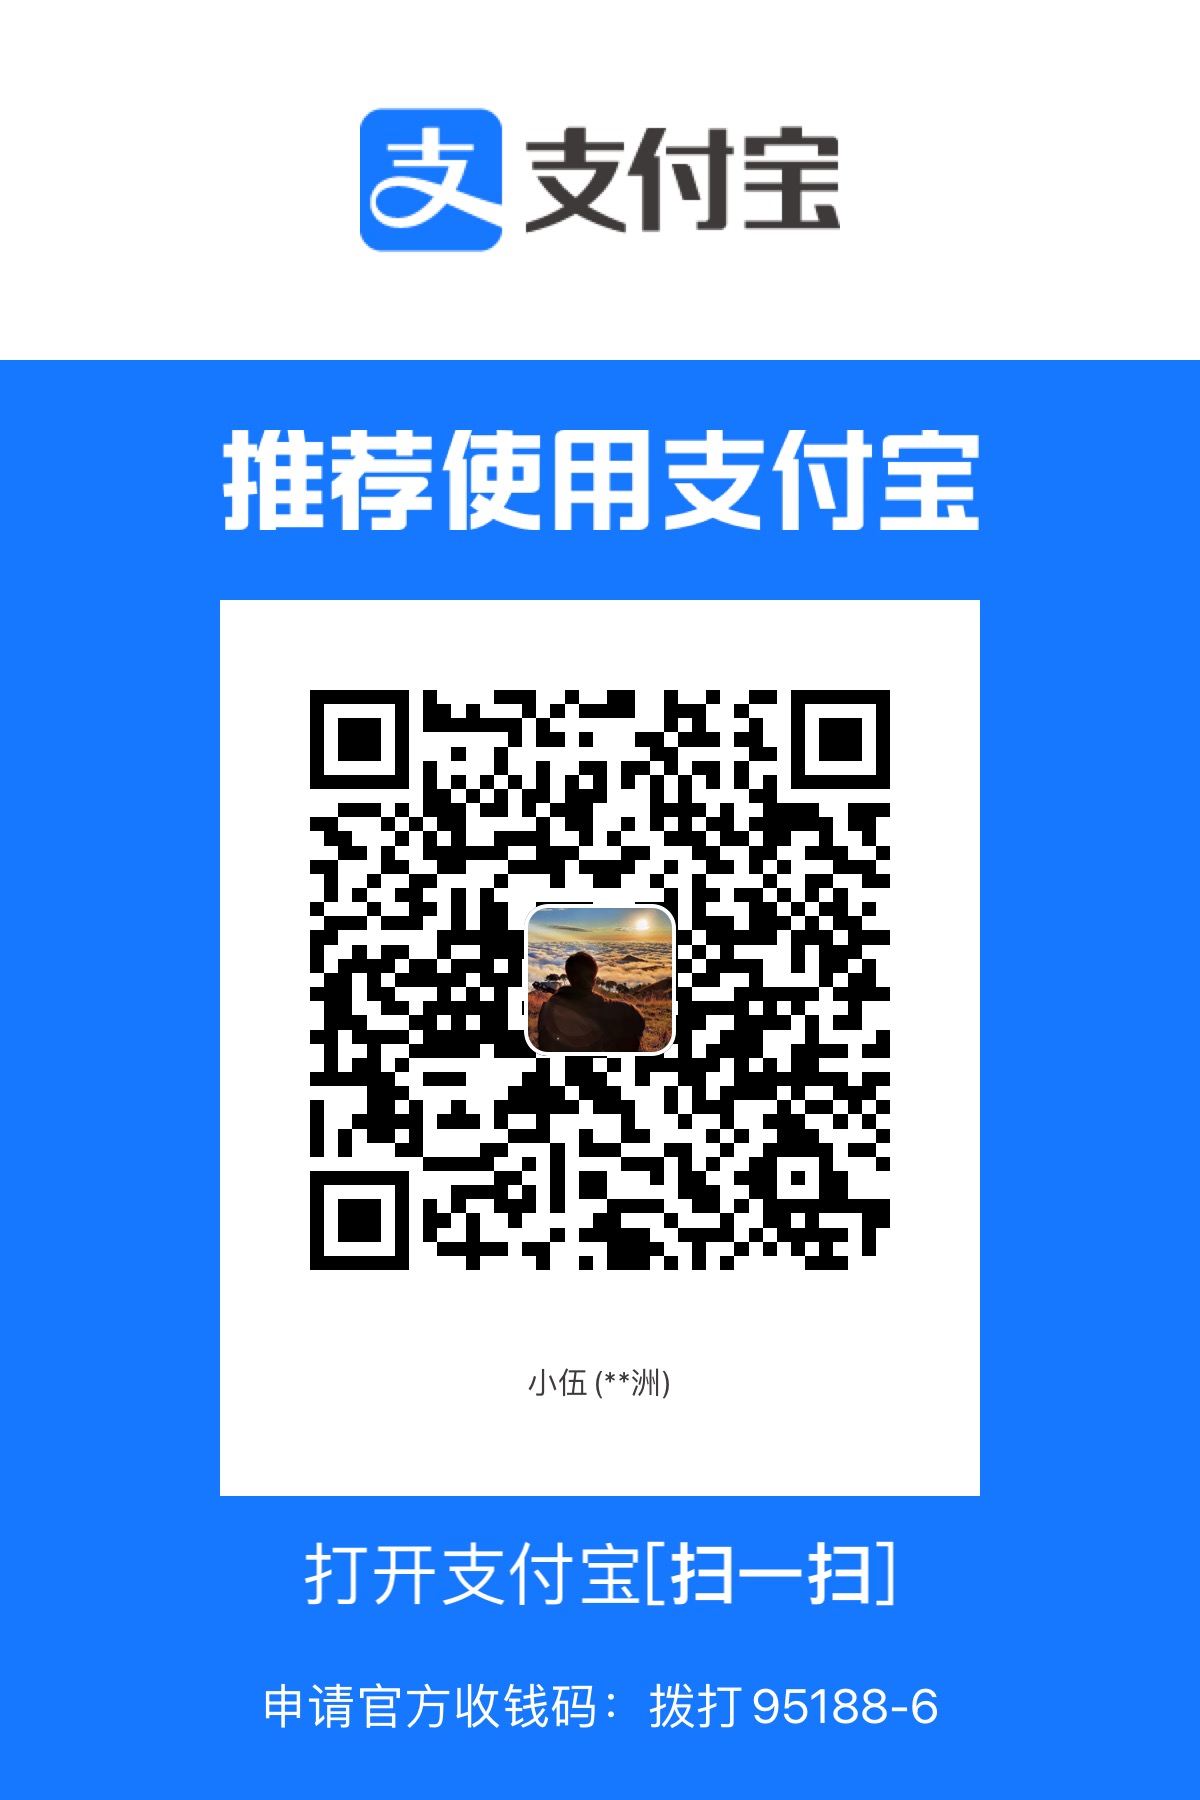 支 支付宝
推荐使用支付宝
小伍 (**洲)
打开支付宝[扫一扫]
申请官方收钱码：拨打 95188-6